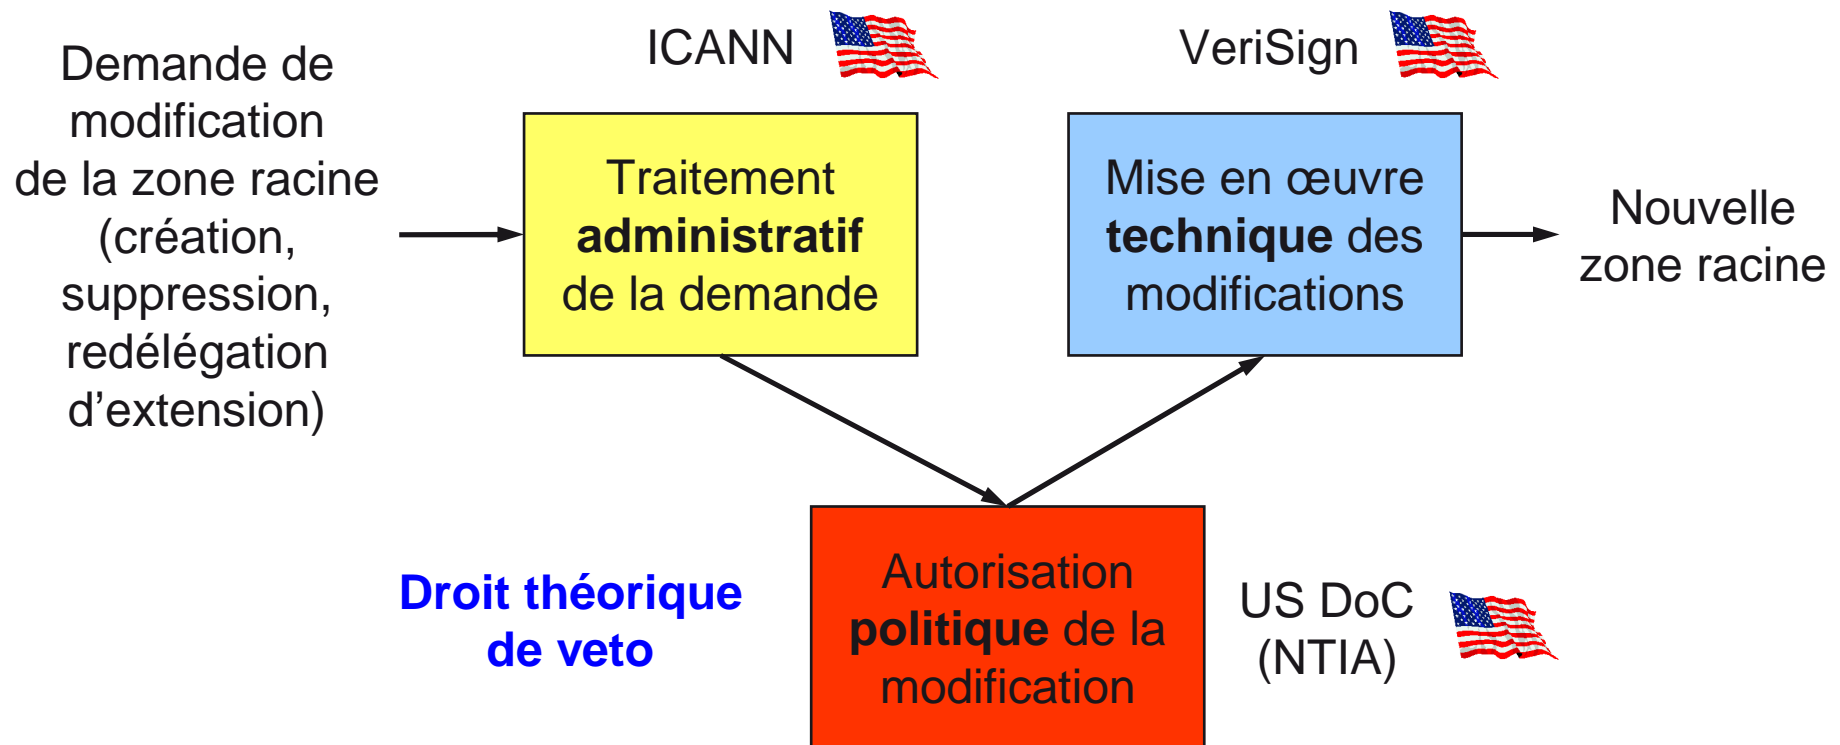 Demande de
modification
de la zone racine
(création,
suppression,
redélégation
d’extension)
ICANN
Traitement
administratif
de la demande
VeriSign
Mise en œuvre
technique des
modifications
Nouvelle
zone racine
Droit théorique
de veto
Autorisation
politique de la
modification
US DoC
(NTIA)